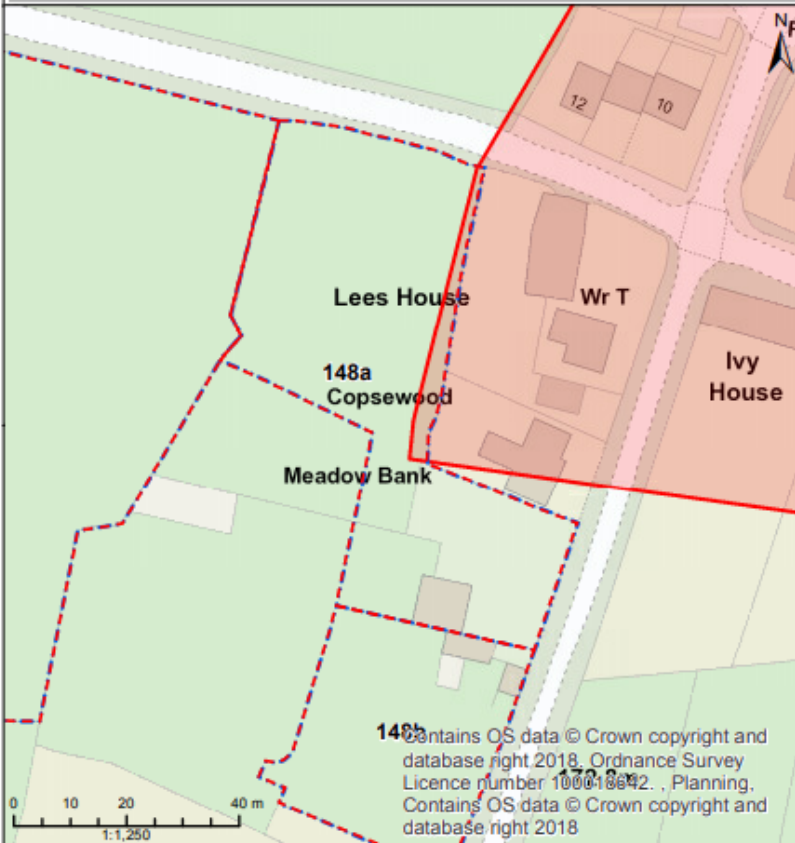 N
12
10
Lees House
Wr T
148a
Copsewood
Ivy
House
Meadow Bank
148b
Contains OS data © Crown copyright and
database right 2018. Ordnance Survey
Licence number 100018642. , Planning,
Contains OS data © Crown copyright and
database right 2018
0 10 20 40 m
1:1,250